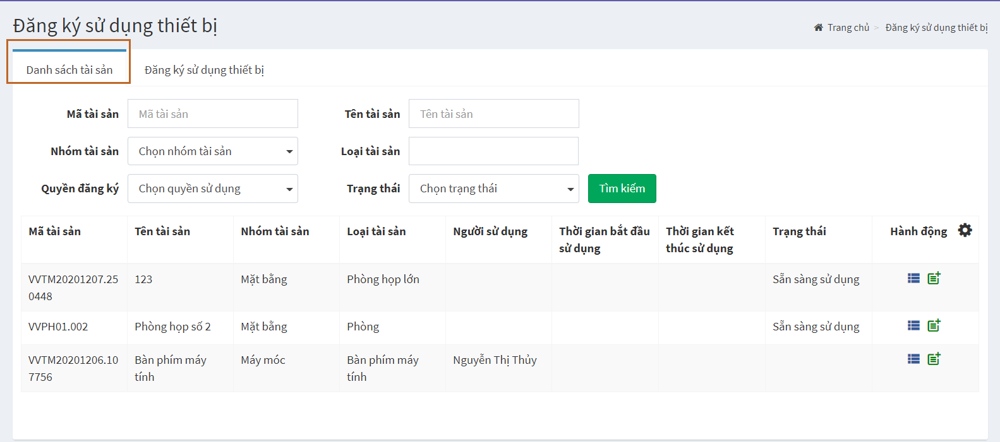 Đăng ký sử dụng thiết bị
Trang chủ > Đăng ký sử dụng thiết bị
Danh sách tài sản
Đăng ký sử dụng thiết bị
Mã tài sản
Mã tài sản
Tên tài sản
Tên tài sản
Nhóm tài sản
Chọn nhóm tài sản
Loại tài sản
Quyền đăng ký
Chọn quyền sử dụng
Trạng thái
Chọn trạng thái
Tìm kiếm
Mã tài sản
Tên tài sản
Nhóm tài sản
Loại tài sản
Người sử dụng
Thời gian bắt đầu
sử dụng
Thời gian kết
thúc sử dụng
Trạng thái
Hành động
VVTM20201207.25
0448
123
Mặt bằng
Phòng họp lớn
Sẵn sàng sử dụng
VVPH01.002
Phòng họp số 2
Mặt bằng
Phòng
Sẵn sàng sử dụng
VVTM20201206.10
7756
Bàn phím máy
tính
Máy móc
Bàn phím máy
tính
Nguyễn Thị Thủy